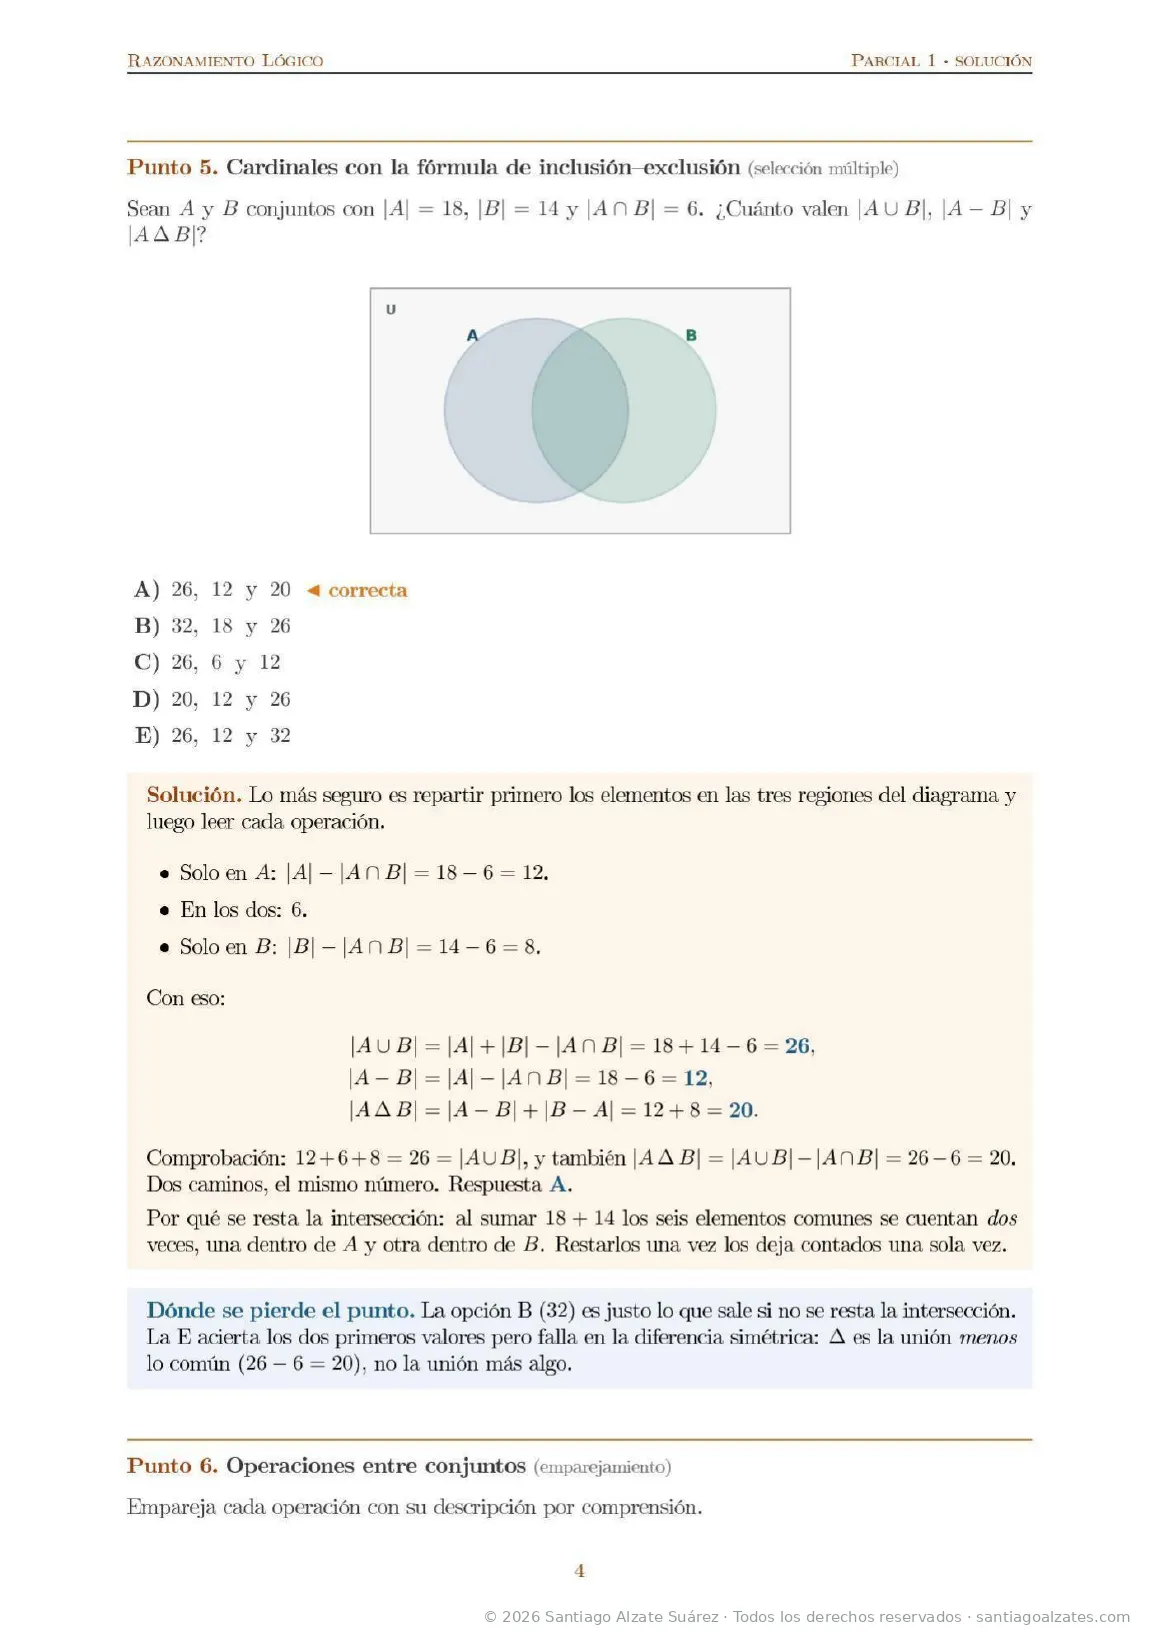 Razonamiento Lógico
Parcial 1 · solución
Punto 5. Cardinales con la fórmula de inclusión–exclusión (selección múltiple)
Sean A y B conjuntos con |A| = 18, |B| = 14 y |A ∩ B| = 6. ¿Cuánto valen |A ∪ B|, |A − B| y
|A Δ B|?
U
A
B
A) 26, 12 y 20 ◄ correcta
B) 32, 18 y 26
C) 26, 6 y 12
D) 20, 12 y 26
E) 26, 12 y 32
Solución. Lo más seguro es repartir primero los elementos en las tres regiones del diagrama y
luego leer cada operación.
• Solo en A: |A| − |A ∩ B| = 18 − 6 = 12.
• En los dos: 6.
• Solo en B: |B| − |A ∩ B| = 14 − 6 = 8.
Con eso:
|A ∪ B| = |A| + |B| − |A ∩ B| = 18 + 14 − 6 = 26,
|A − B| = |A| − |A ∩ B| = 18 − 6 = 12,
|A Δ B| = |A − B| + |B − A| = 12 + 8 = 20.
Comprobación: 12 + 6 + 8 = 26 = |A ∪ B|, y también |A Δ B| = |A ∪ B| − |A ∩ B| = 26 − 6 = 20.
Dos caminos, el mismo número. Respuesta A.
Por qué se resta la intersección: al sumar 18 + 14 los seis elementos comunes se cuentan dos
veces, una dentro de A y otra dentro de B. Restarlos una vez los deja contados una sola vez.
Dónde se pierde el punto. La opción B (32) es justo lo que sale si no se resta la intersección.
La E acierta los dos primeros valores pero falla en la diferencia simétrica: Δ es la unión menos
lo común (26 − 6 = 20), no la unión más algo.
Punto 6. Operaciones entre conjuntos (emparejamiento)
Empareja cada operación con su descripción por comprensión.
4
© 2026 Santiago Alzate Suárez · Todos los derechos reservados · santiagoalzates.com